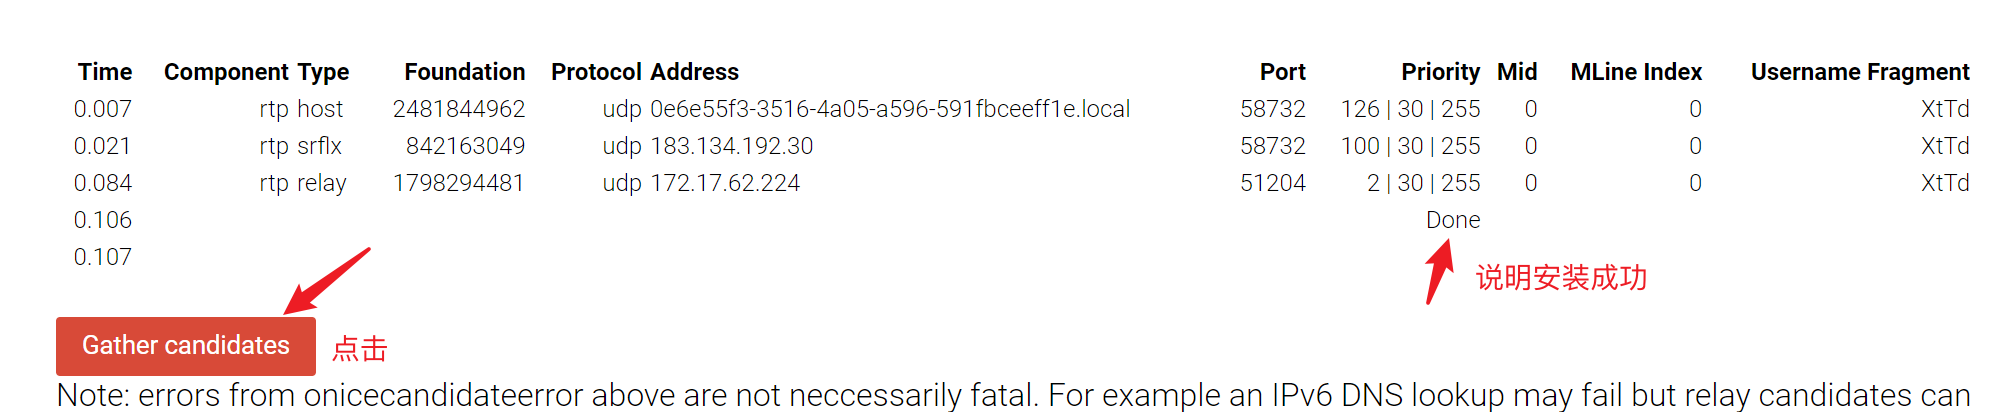 Time Component Type Foundation Protocol Address Port Priority Mid MLine Index Username Fragment
0.007 rtp host 2481844962 udp 0e6e55f3-3516-4a05-a596-591fbceeff1e.local 58732 126 | 30 | 255 0 0 XtTd
0.021 rtp srflx 842163049 udp 183.134.192.30 58732 100 | 30 | 255 0 0 XtTd
0.084 rtp relay 1798294481 udp 172.17.62.224 51204 2 | 30 | 255 0 0 XtTd
0.106 Done
0.107
说明安装成功
Gather candidates 点击
Note: errors from onicecandidateerror above are not neccessarily fatal. For example an IPv6 DNS lookup may fail but relay candidates can